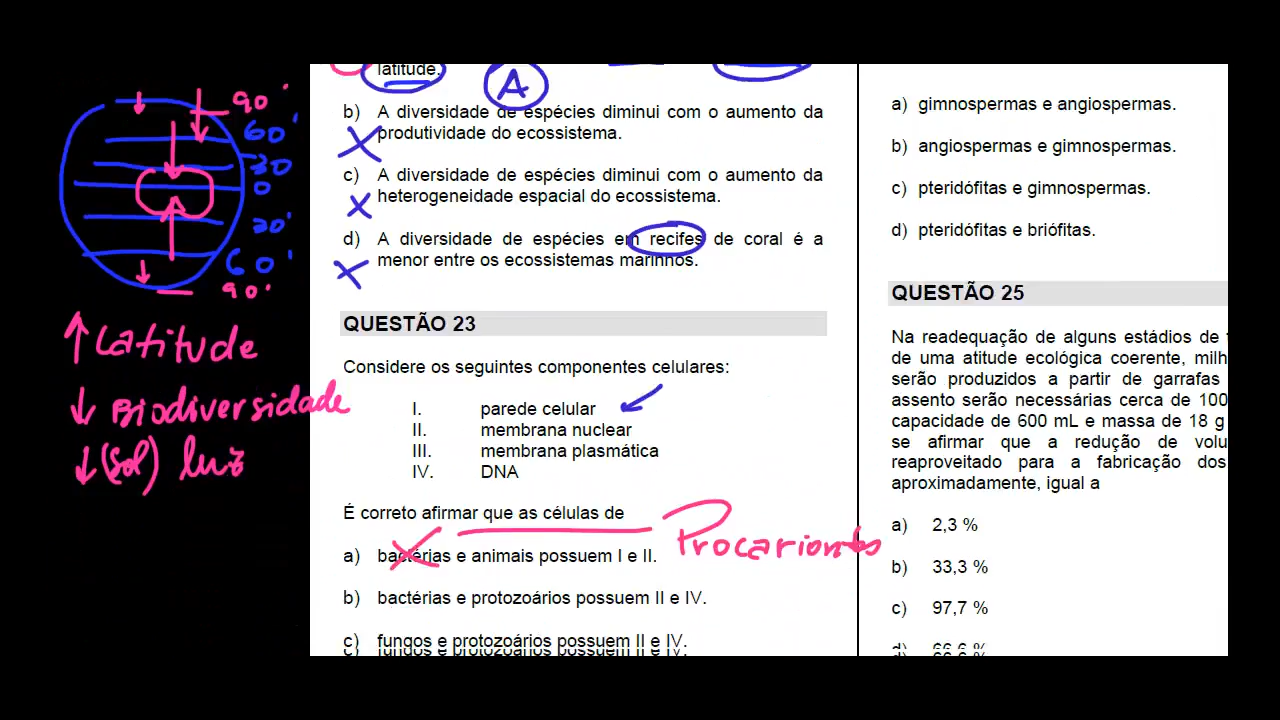 90°
60°
30
0
30°
60°
90°
↑ Latitude
↓ Biodiversidade
↓ (Sol) luz
latitude.
A
b) A diversidade de espécies diminui com o aumento da
produtividade do ecossistema.
c) A diversidade de espécies diminui com o aumento da
heterogeneidade espacial do ecossistema.
d) A diversidade de espécies em recifes de coral é a
menor entre os ecossistemas marinhos.
QUESTÃO 23
Considere os seguintes componentes celulares:
I. parede celular
II. membrana nuclear
III. membrana plasmática
IV. DNA
É correto afirmar que as células de
Procariontes
a) bactérias e animais possuem I e II.
b) bactérias e protozoários possuem II e IV.
c) fungos e protozoários possuem II e IV.
a) gimnospermas e angiospermas.
b) angiospermas e gimnospermas.
c) pteridófitas e gimnospermas.
d) pteridófitas e briófitas.
QUESTÃO 25
Na readequação de alguns estádios de
de uma atitude ecológica coerente, milh
serão produzidos a partir de garrafas
assento serão necessárias cerca de 100
capacidade de 600 mL e massa de 18 g
se afirmar que a redução de volu
reaproveitado para a fabricação dos
aproximadamente, igual a
a) 2,3 %
b) 33,3 %
c) 97,7 %
d) 66,6 %